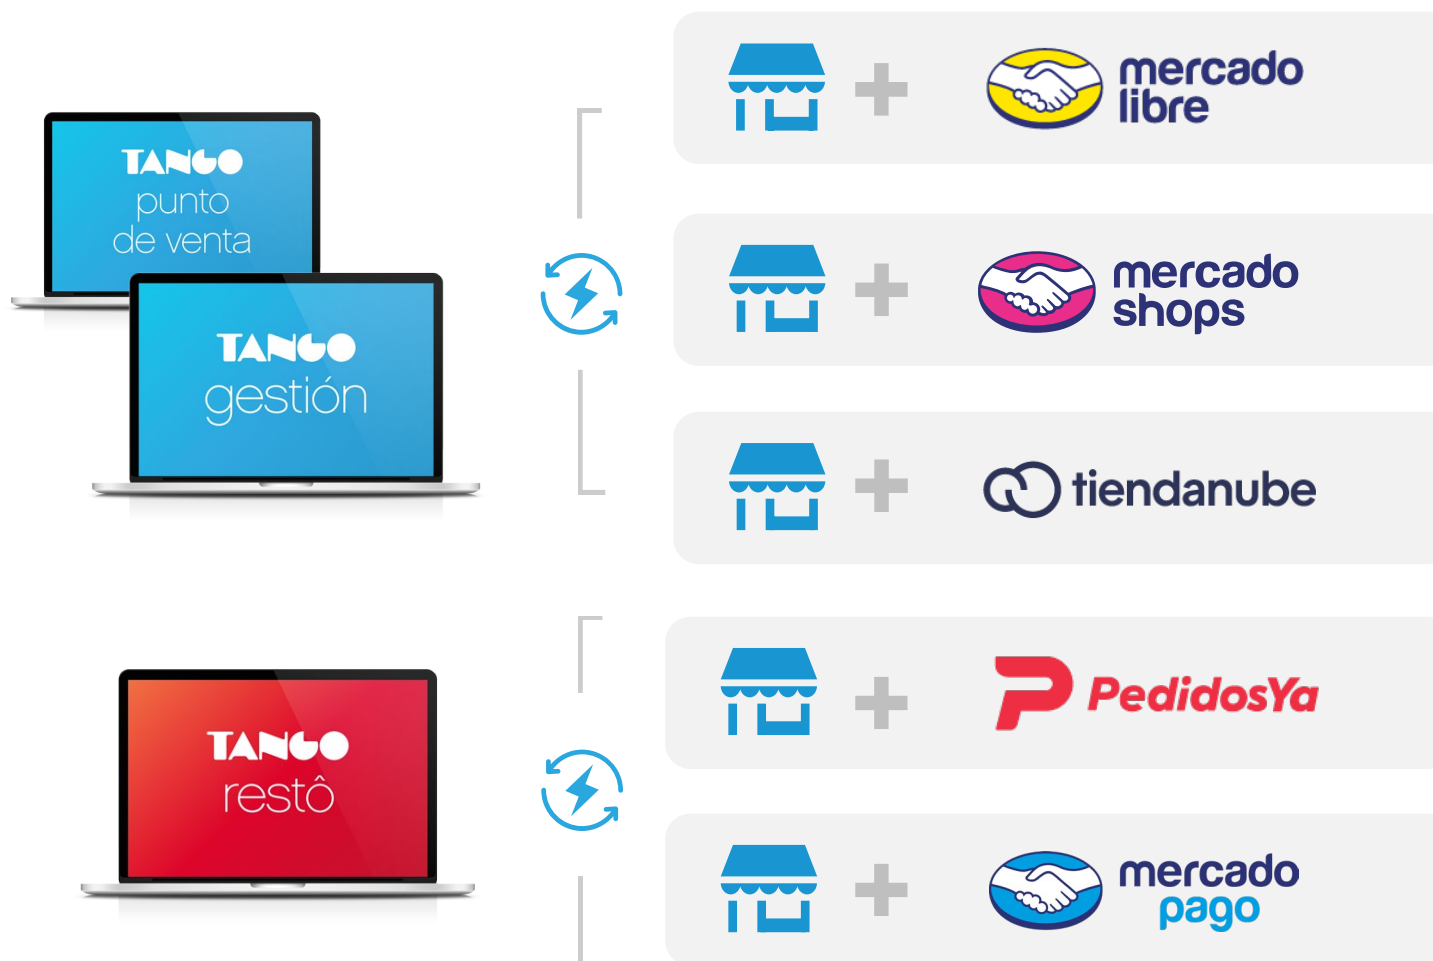 TANGO
punto
de venta
TANGO
gestión
mercado
libre
mercado
shops
tiendanube
TANGO
restô
PedidosYa
mercado
pago